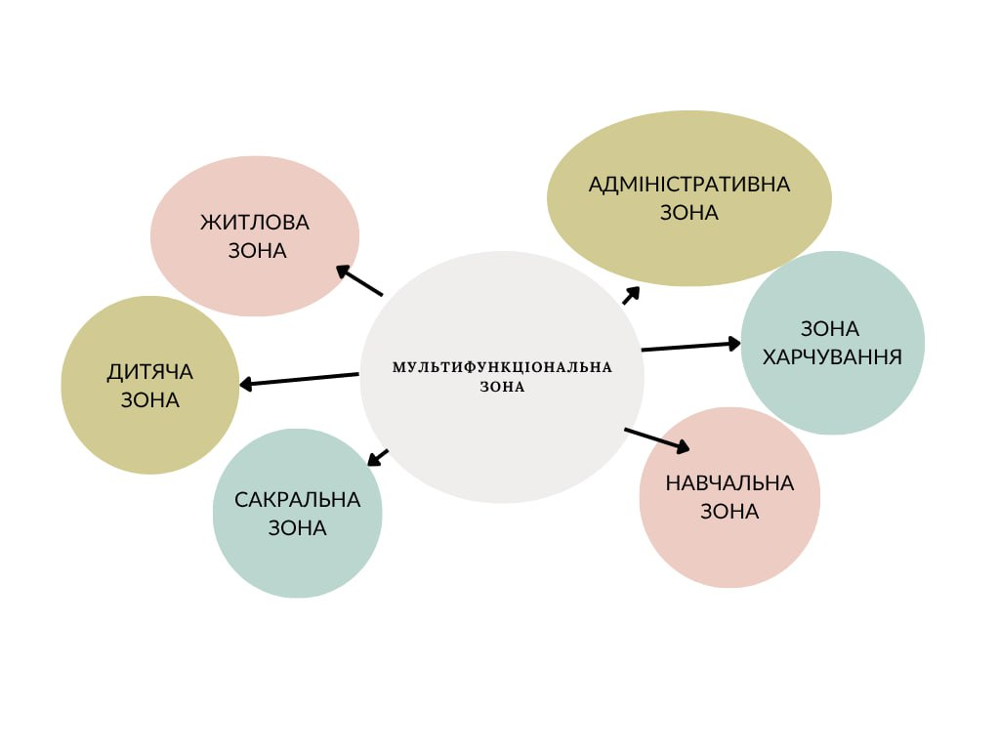 АДМІНІСТРАТИВНА
ЗОНА
ЖИТЛОВА
ЗОНА
ЗОНА
ХАРЧУВАННЯ
МУЛЬТИФУНКЦІОНАЛЬНА
ЗОНА
ДИТЯЧА
ЗОНА
НАВЧАЛЬНА
ЗОНА
САКРАЛЬНА
ЗОНА